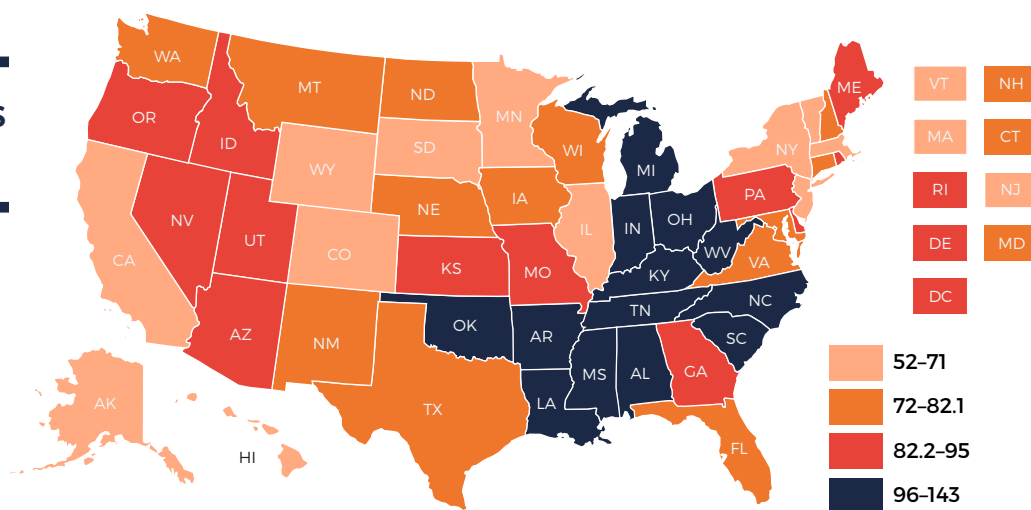 S
WA
MT
ND
MN
ME
VT
NH
OR
ID
SD
WI
NY
MA
CT
WY
MI
IA
PA
RI
NJ
NE
NV
UT
CO
IL
IN
OH
WV
DE
MD
CA
KS
MO
KY
VA
DC
AZ
NM
OK
AR
TN
NC
SC
MS
AL
GA
LA
TX
FL
AK
HI
52–71
72–82.1
82.2–95
96–143